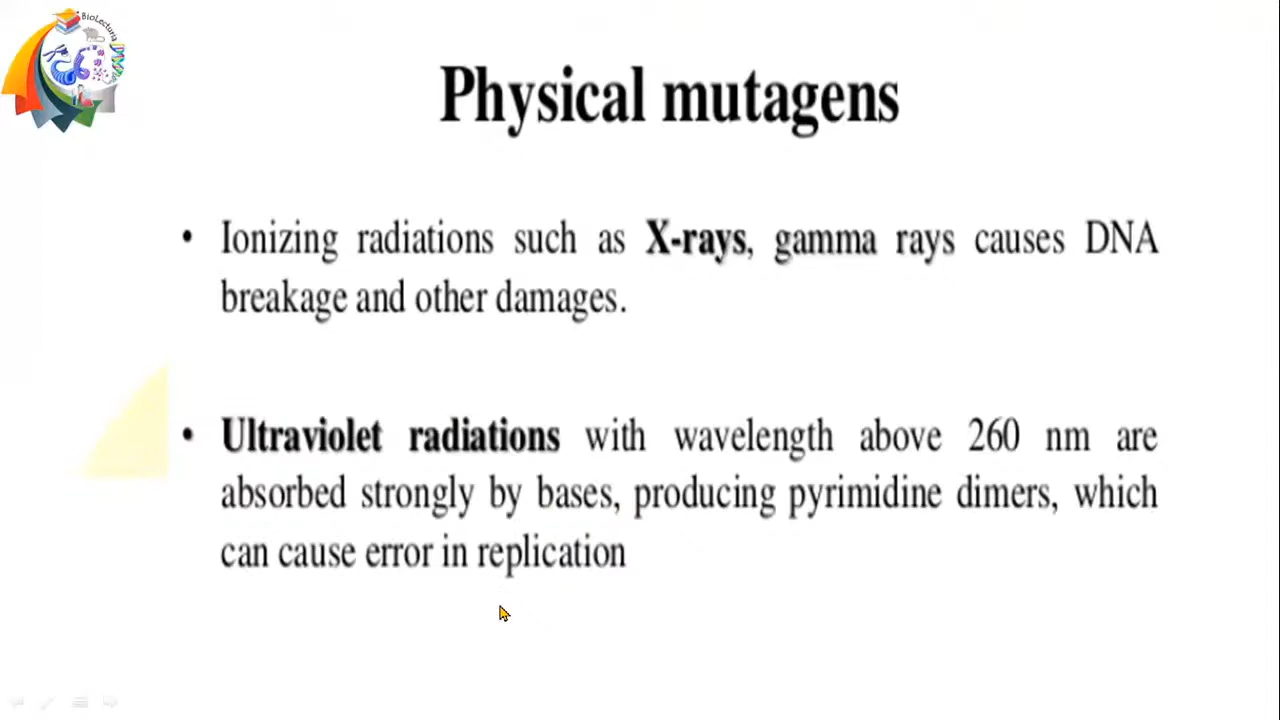 BioLecturia
Physical mutagens
• Ionizing radiations such as X-rays, gamma rays causes DNA
breakage and other damages.
• Ultraviolet radiations with wavelength above 260 nm are
absorbed strongly by bases, producing pyrimidine dimers, which
can cause error in replication